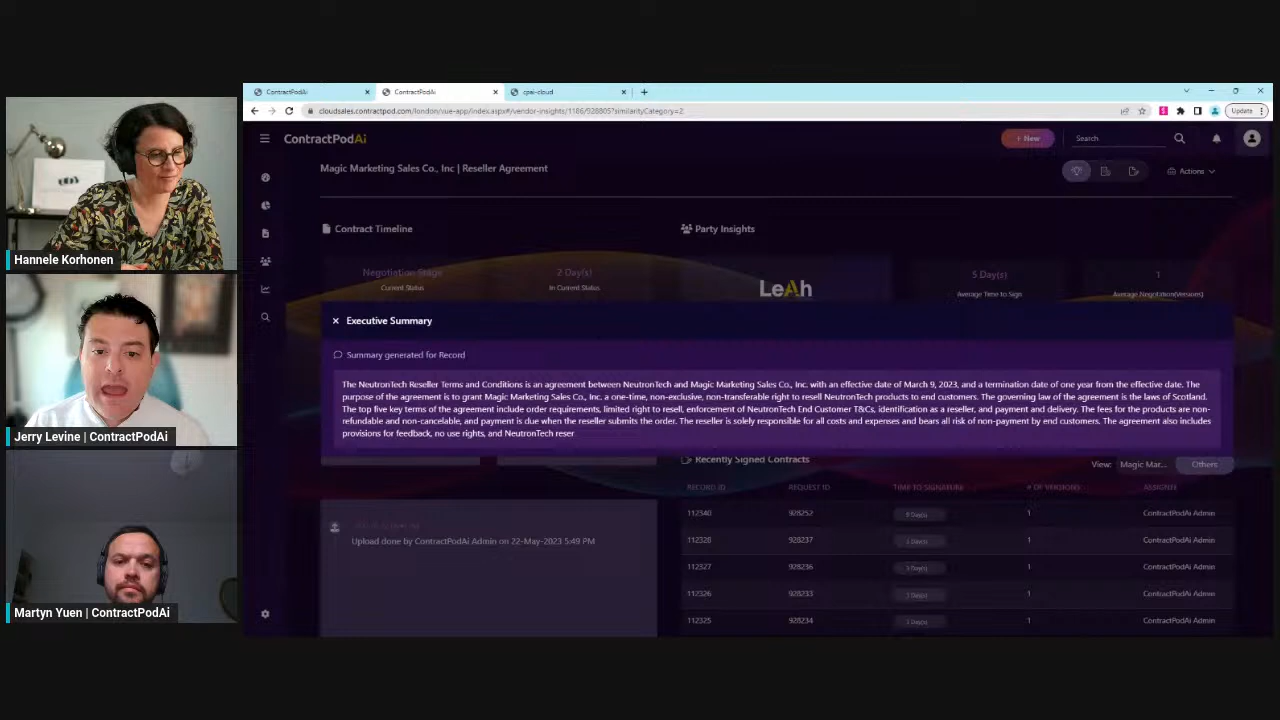 ContractPodAi
ContractPodAi
cpai-cloud
cloudsales.contractpod.com/london/vue-app/index.aspx#/vendor-insights/1186/928805?similarityCategory=2
Update
ContractPodAi
+ New
Search
Magic Marketing Sales Co., Inc | Reseller Agreement
Actions
Contract Timeline
Party Insights
Negotiation Stage
Current Status
2 Day(s)
In Current Status
LeAh
5 Day(s)
Average Time to Sign
1
Average Negotiation(Versions)
Executive Summary
Summary generated for Record
The NeutronTech Reseller Terms and Conditions is an agreement between NeutronTech and Magic Marketing Sales Co., Inc. with an effective date of March 9, 2023, and a termination date of one year from the effective date. The
purpose of the agreement is to grant Magic Marketing Sales Co., Inc. a one-time, non-exclusive, non-transferable right to resell NeutronTech products to end customers. The governing law of the agreement is the laws of Scotland.
The top five key terms of the agreement include order requirements, limited right to resell, enforcement of NeutronTech End Customer T&Cs, identification as a reseller, and payment and delivery. The fees for the products are non-
refundable and non-cancelable, and payment is due when the reseller submits the order. The reseller is solely responsible for all costs and expenses and bears all risk of non-payment by end customers. The agreement also includes
provisions for feedback, no use rights, and NeutronTech reser
Recently Signed Contracts
View: Magic Mar... Others
RECORD ID REQUEST ID TIME TO SIGNATURE # OF VERSIONS ASSIGNEE
112340 928252 9 Day(s) 1 ContractPodAi Admin
112328 928237 3 Day(s) 1 ContractPodAi Admin
112327 928236 3 Day(s) 1 ContractPodAi Admin
112326 928233 3 Day(s) 1 ContractPodAi Admin
112325 928234 3 Day(s) 1 ContractPodAi Admin
Upload done by ContractPodAi Admin on 22-May-2023 5:49 PM
Hannele Korhonen
Jerry Levine | ContractPodAi
Martyn Yuen | ContractPodAi